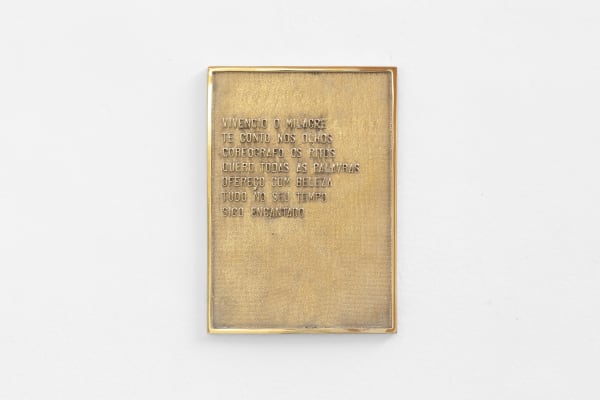 VIVENCIO O MILAGRE
TE CONTO NOS OLHOS
COREOGRAFO OS RITOS
QUERO TODAS AS PALAVRAS
OFEREÇO COM BELEZA
TUDO NO SEU TEMPO
SIGO ENCANTADO